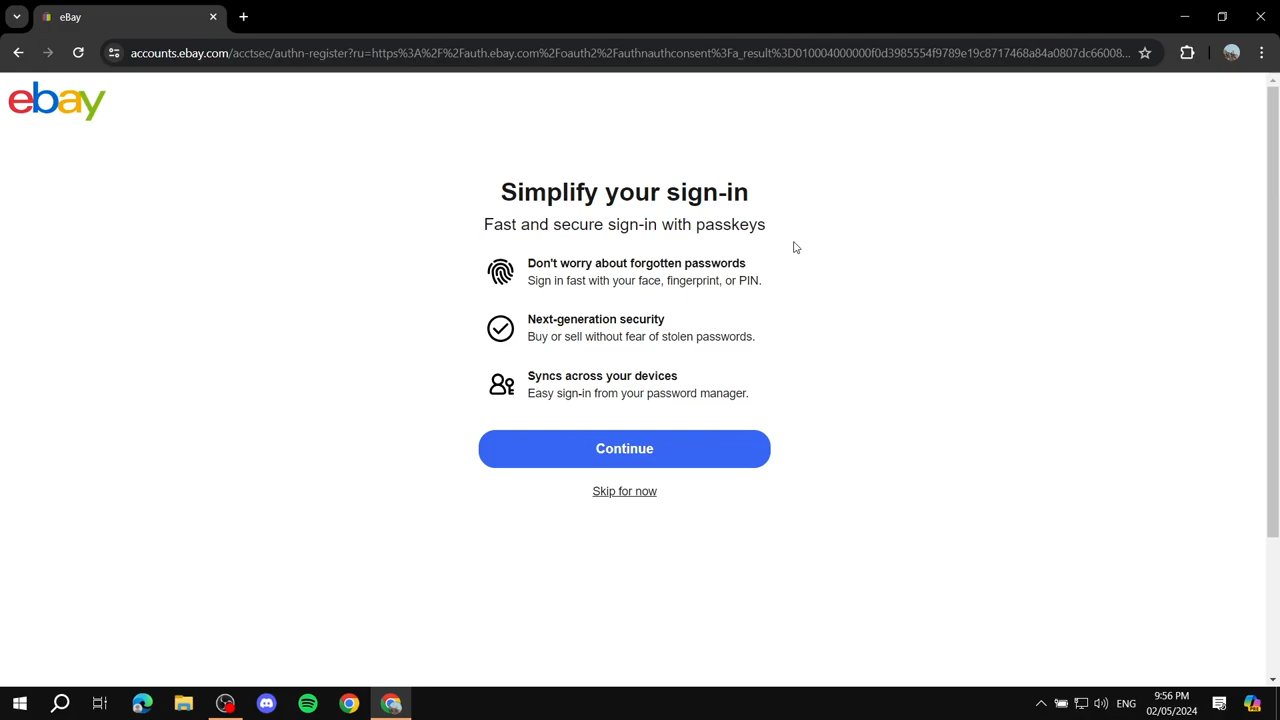 eBay
accounts.ebay.com/acctsec/authn-register?ru=https%3A%2F%2Fauth.ebay.com%2Foauth2%2Fauthnauthconsent%3Fa_result%3D010004000000f0d3985554f9789e19c8717468a84a0807dc66008...
ebay
Simplify your sign-in
Fast and secure sign-in with passkeys
Don't worry about forgotten passwords
Sign in fast with your face, fingerprint, or PIN.
Next-generation security
Buy or sell without fear of stolen passwords.
Syncs across your devices
Easy sign-in from your password manager.
Continue
Skip for now
ENG
9:56 PM
02/05/2024
PRE